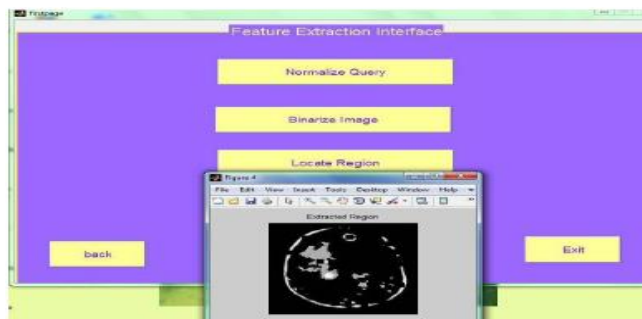 firstpage
Feature Extraction Interface
Normalize Query
Binarize Image
Locate Region
Figure 4
File Edit View Insert Tools Desktop Window Help
Extracted Region
back
Exit